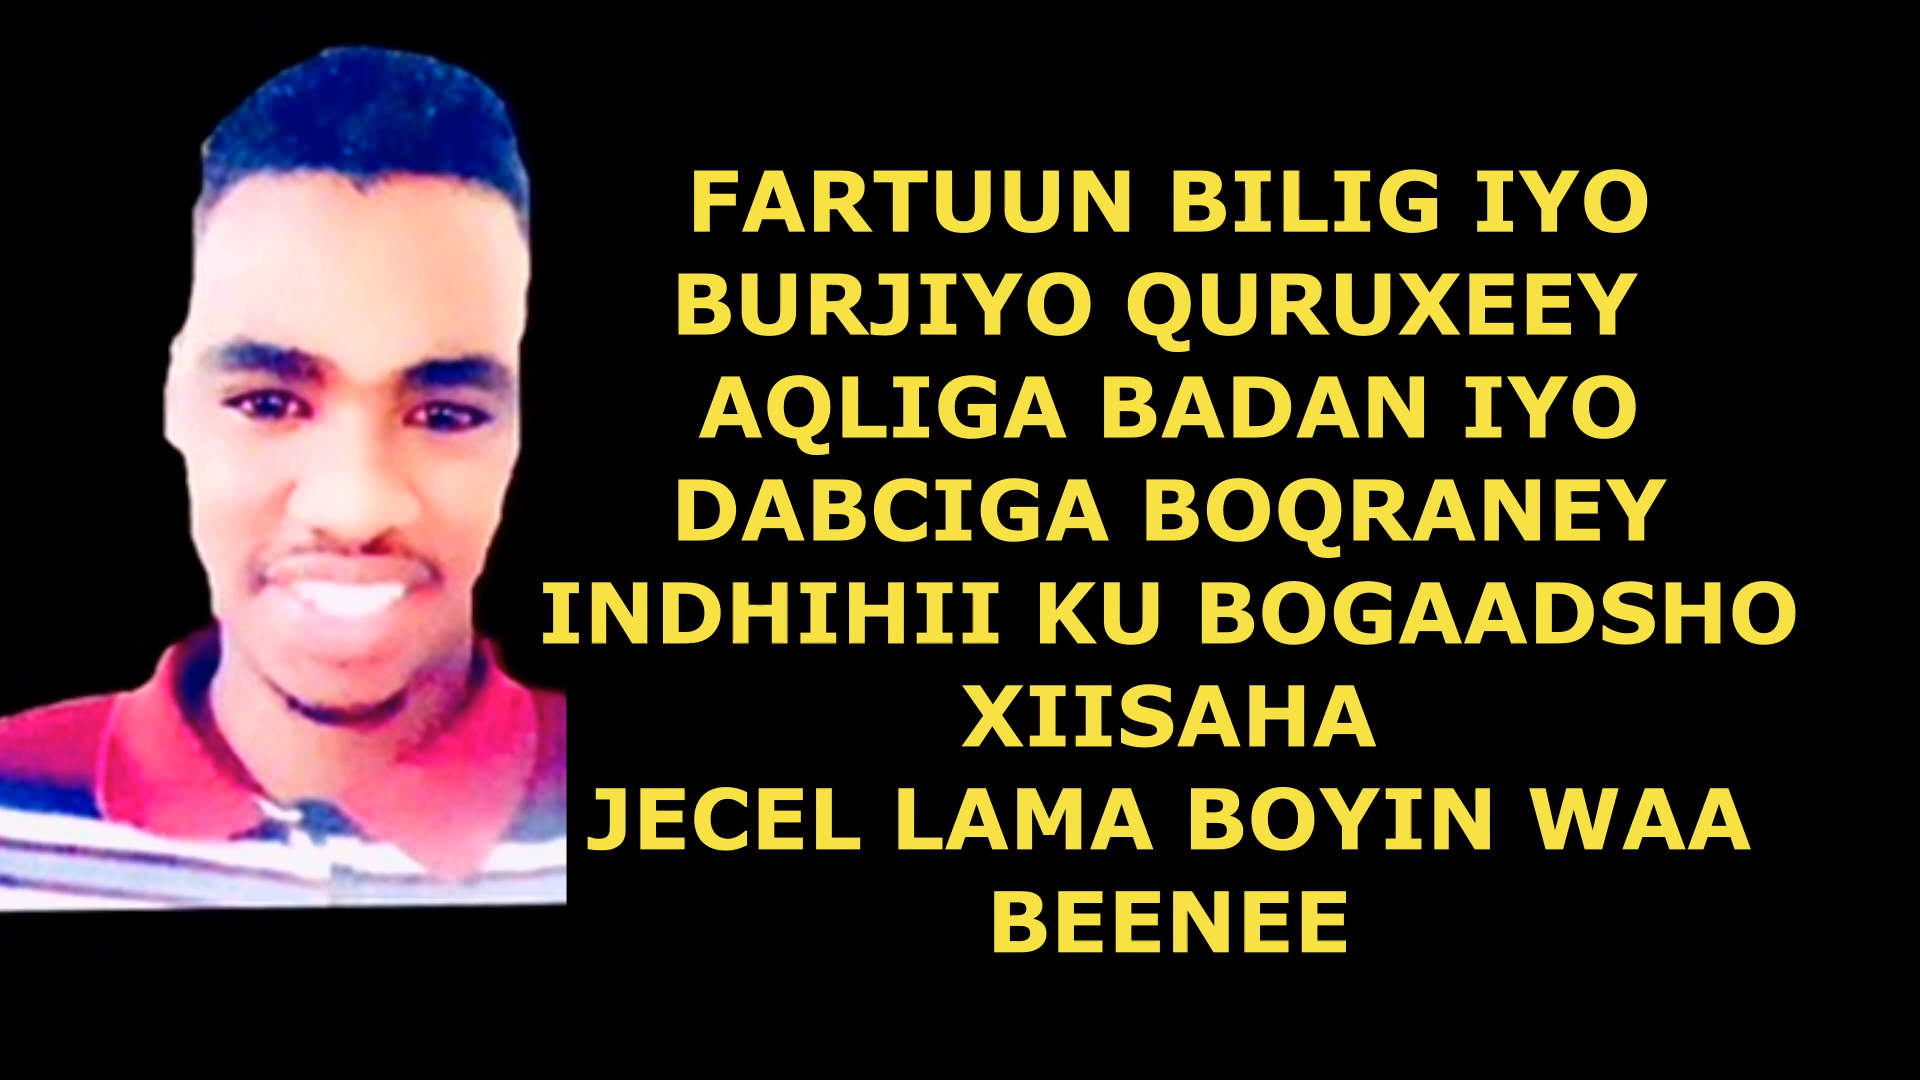 FARTUUN BILIG IYO
BURJIYO QURUXEEY
AQLIGA BADAN IYO
DABCIGA BOQRANEY
INDHIHII KU BOGAADSHO
XIISAHA
JECEL LAMA BOYIN WAA
BEENEE